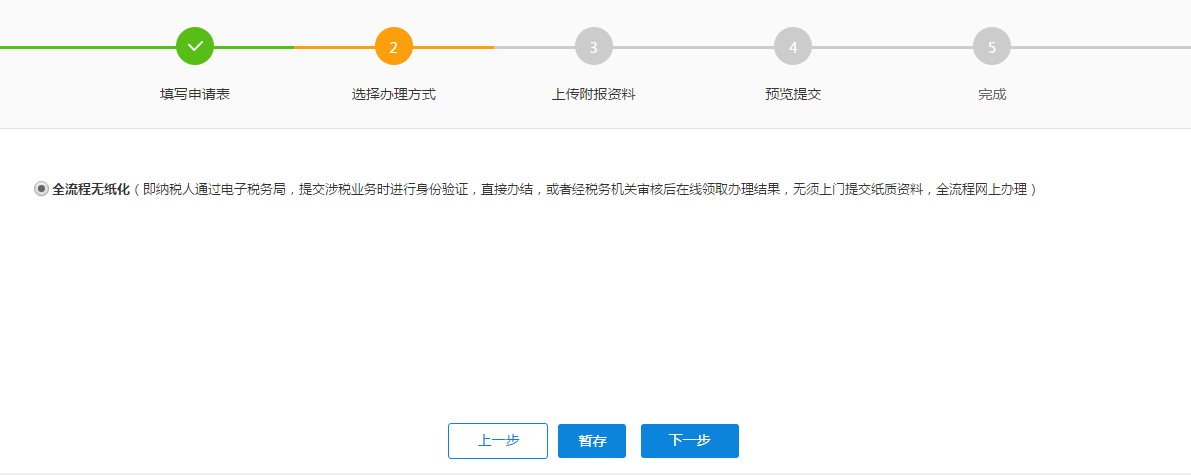 2
3
4
5
填写申请表
选择办理方式
上传附报资料
预览提交
完成
全流程无纸化（即纳税人通过电子税务局，提交涉税业务时进行身份验证，直接办结，或者经税务机关审核后在线领取办理结果，无须上门提交纸质资料，全流程网上办理）
上一步
暂存
下一步